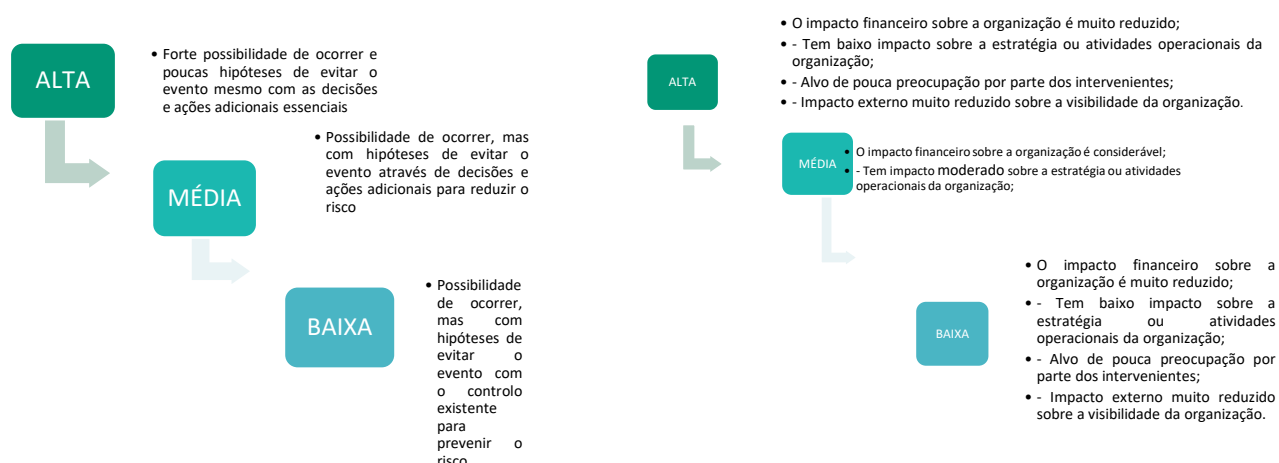 ALTA
• Forte possibilidade de ocorrer e
poucas hipóteses de evitar o
evento mesmo com as decisões
e ações adicionais essenciais
MÉDIA
• Possibilidade de ocorrer, mas
com hipóteses de evitar o
evento através de decisões e
ações adicionais para reduzir o
risco
BAIXA
• Possibilidade
de ocorrer,
mas com
hipóteses de
evitar o
evento com
o controlo
existente
para
prevenir o
risco
ALTA
• O impacto financeiro sobre a organização é muito reduzido;
• - Tem baixo impacto sobre a estratégia ou atividades operacionais da
organização;
• - Alvo de pouca preocupação por parte dos intervenientes;
• - Impacto externo muito reduzido sobre a visibilidade da organização.
MÉDIA
• O impacto financeiro sobre a organização é considerável;
• - Tem impacto moderado sobre a estratégia ou atividades
operacionais da organização;
BAIXA
• O impacto financeiro sobre a
organização é muito reduzido;
• - Tem baixo impacto sobre a
estratégia ou atividades
operacionais da organização;
• - Alvo de pouca preocupação por
parte dos intervenientes;
• - Impacto externo muito reduzido
sobre a visibilidade da organização.